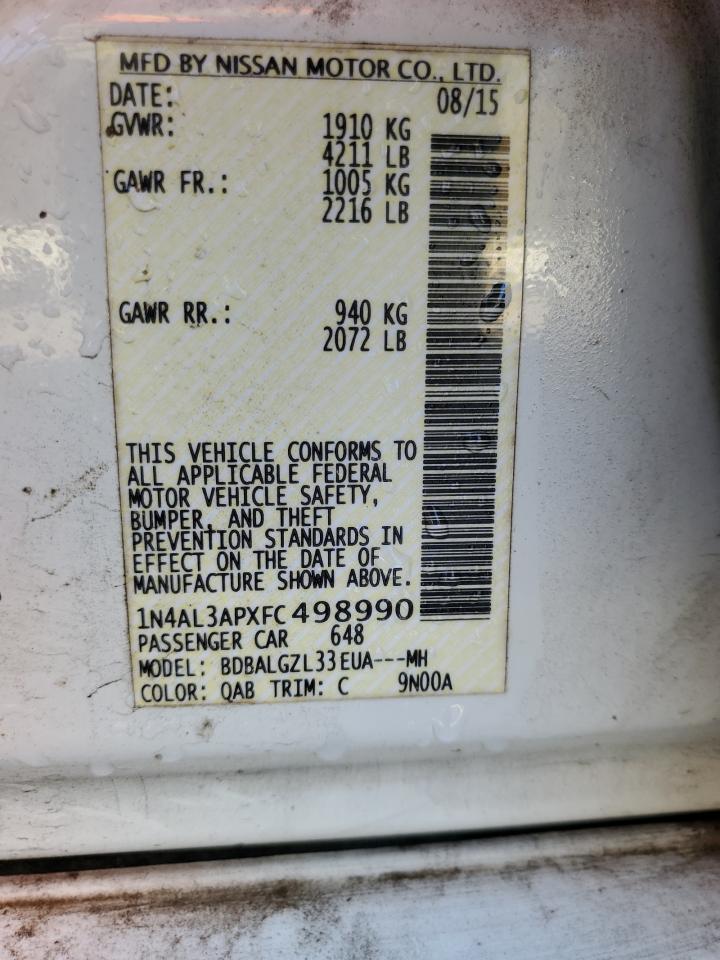 MFD BY NISSAN MOTOR CO., LTD.
DATE: 08/15
GVWR: 1910 KG
4211 LB
GAWR FR.: 1005 KG
2216 LB
GAWR RR.: 940 KG
2072 LB
THIS VEHICLE CONFORMS TO
ALL APPLICABLE FEDERAL
MOTOR VEHICLE SAFETY,
BUMPER, AND THEFT
PREVENTION STANDARDS IN
EFFECT ON THE DATE OF
MANUFACTURE SHOWN ABOVE.
1N4AL3APXFC498990
PASSENGER CAR 648
MODEL: BDBALGZL33EUA---MH
COLOR: QAB TRIM: C 9N00A